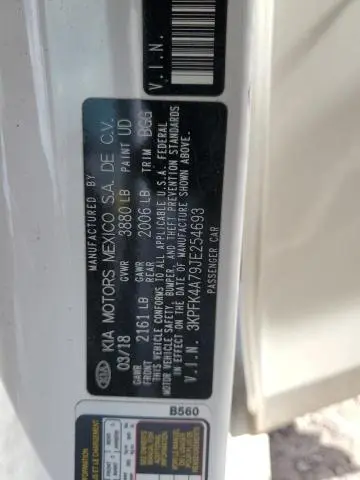 V.I.N.
MANUFACTURED BY
KIA KIA MOTORS MEXICO S.A. DE C.V.
03/18 GVWR 3880 LB PAINT UD
GAWR FRONT 2161 LB GAWR REAR 2006 LB TRIM BGG
THIS VEHICLE CONFORMS TO ALL APPLICABLE U.S.A. FEDERAL
MOTOR VEHICLE SAFETY, BUMPER, AND THEFT PREVENTION STANDARDS
IN EFFECT ON THE DATE OF MANUFACTURE SHOWN ABOVE.
V.I.N. 3KPFK4A79JE254693
PASSENGER CAR
B560